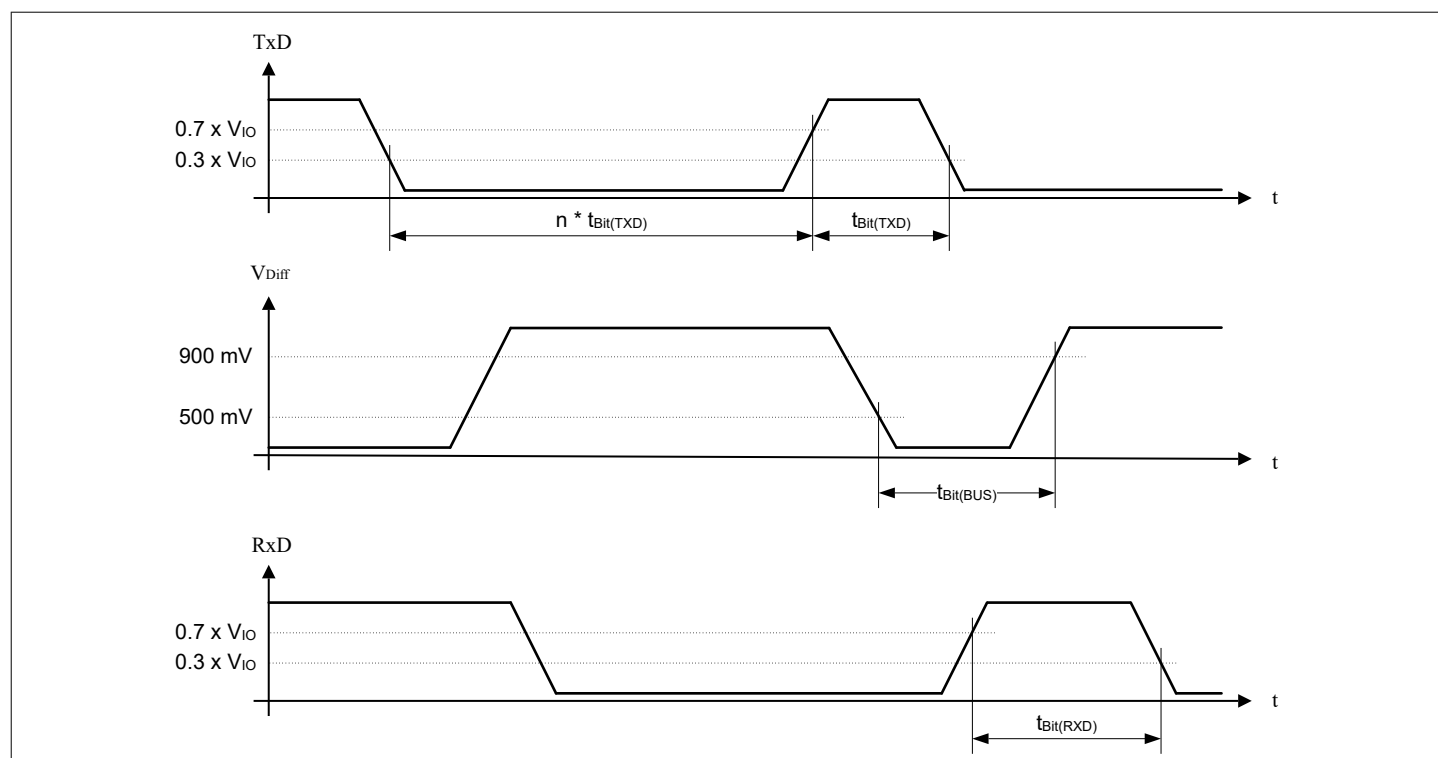 TxD
0.7 x VIO
0.3 x VIO
t
n * tBit(TXD)
tBit(TXD)
VDiff
900 mV
500 mV
t
tBit(BUS)
RxD
0.7 x VIO
0.3 x VIO
t
tBit(RXD)